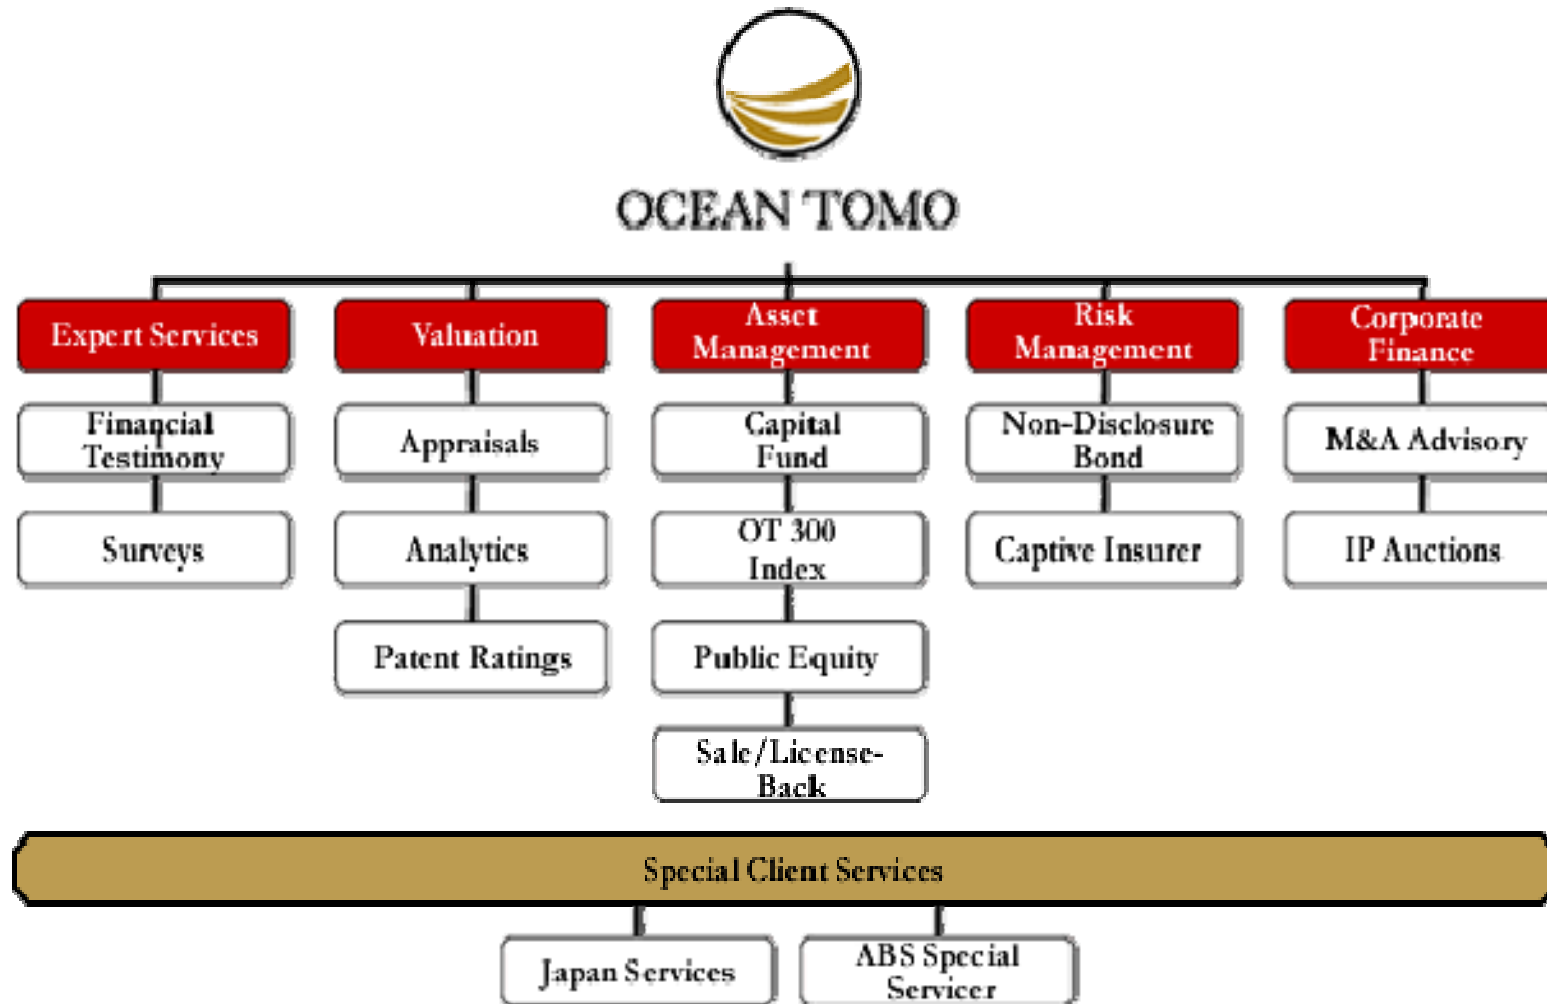 OCEAN TOMO
Expert Services
Valuation
Asset
Management
Risk
Management
Corporate
Finance
Financial
Testimony
Appraisals
Capital
Fund
Non-Disclosure
Bond
M&A Advisory
Surveys
Analytics
OT 300
Index
Captive Insurer
IP Auctions
Patent Ratings
Public Equity
Sale/License-
Back
Special Client Services
Japan Services
ABS Special
Servicer